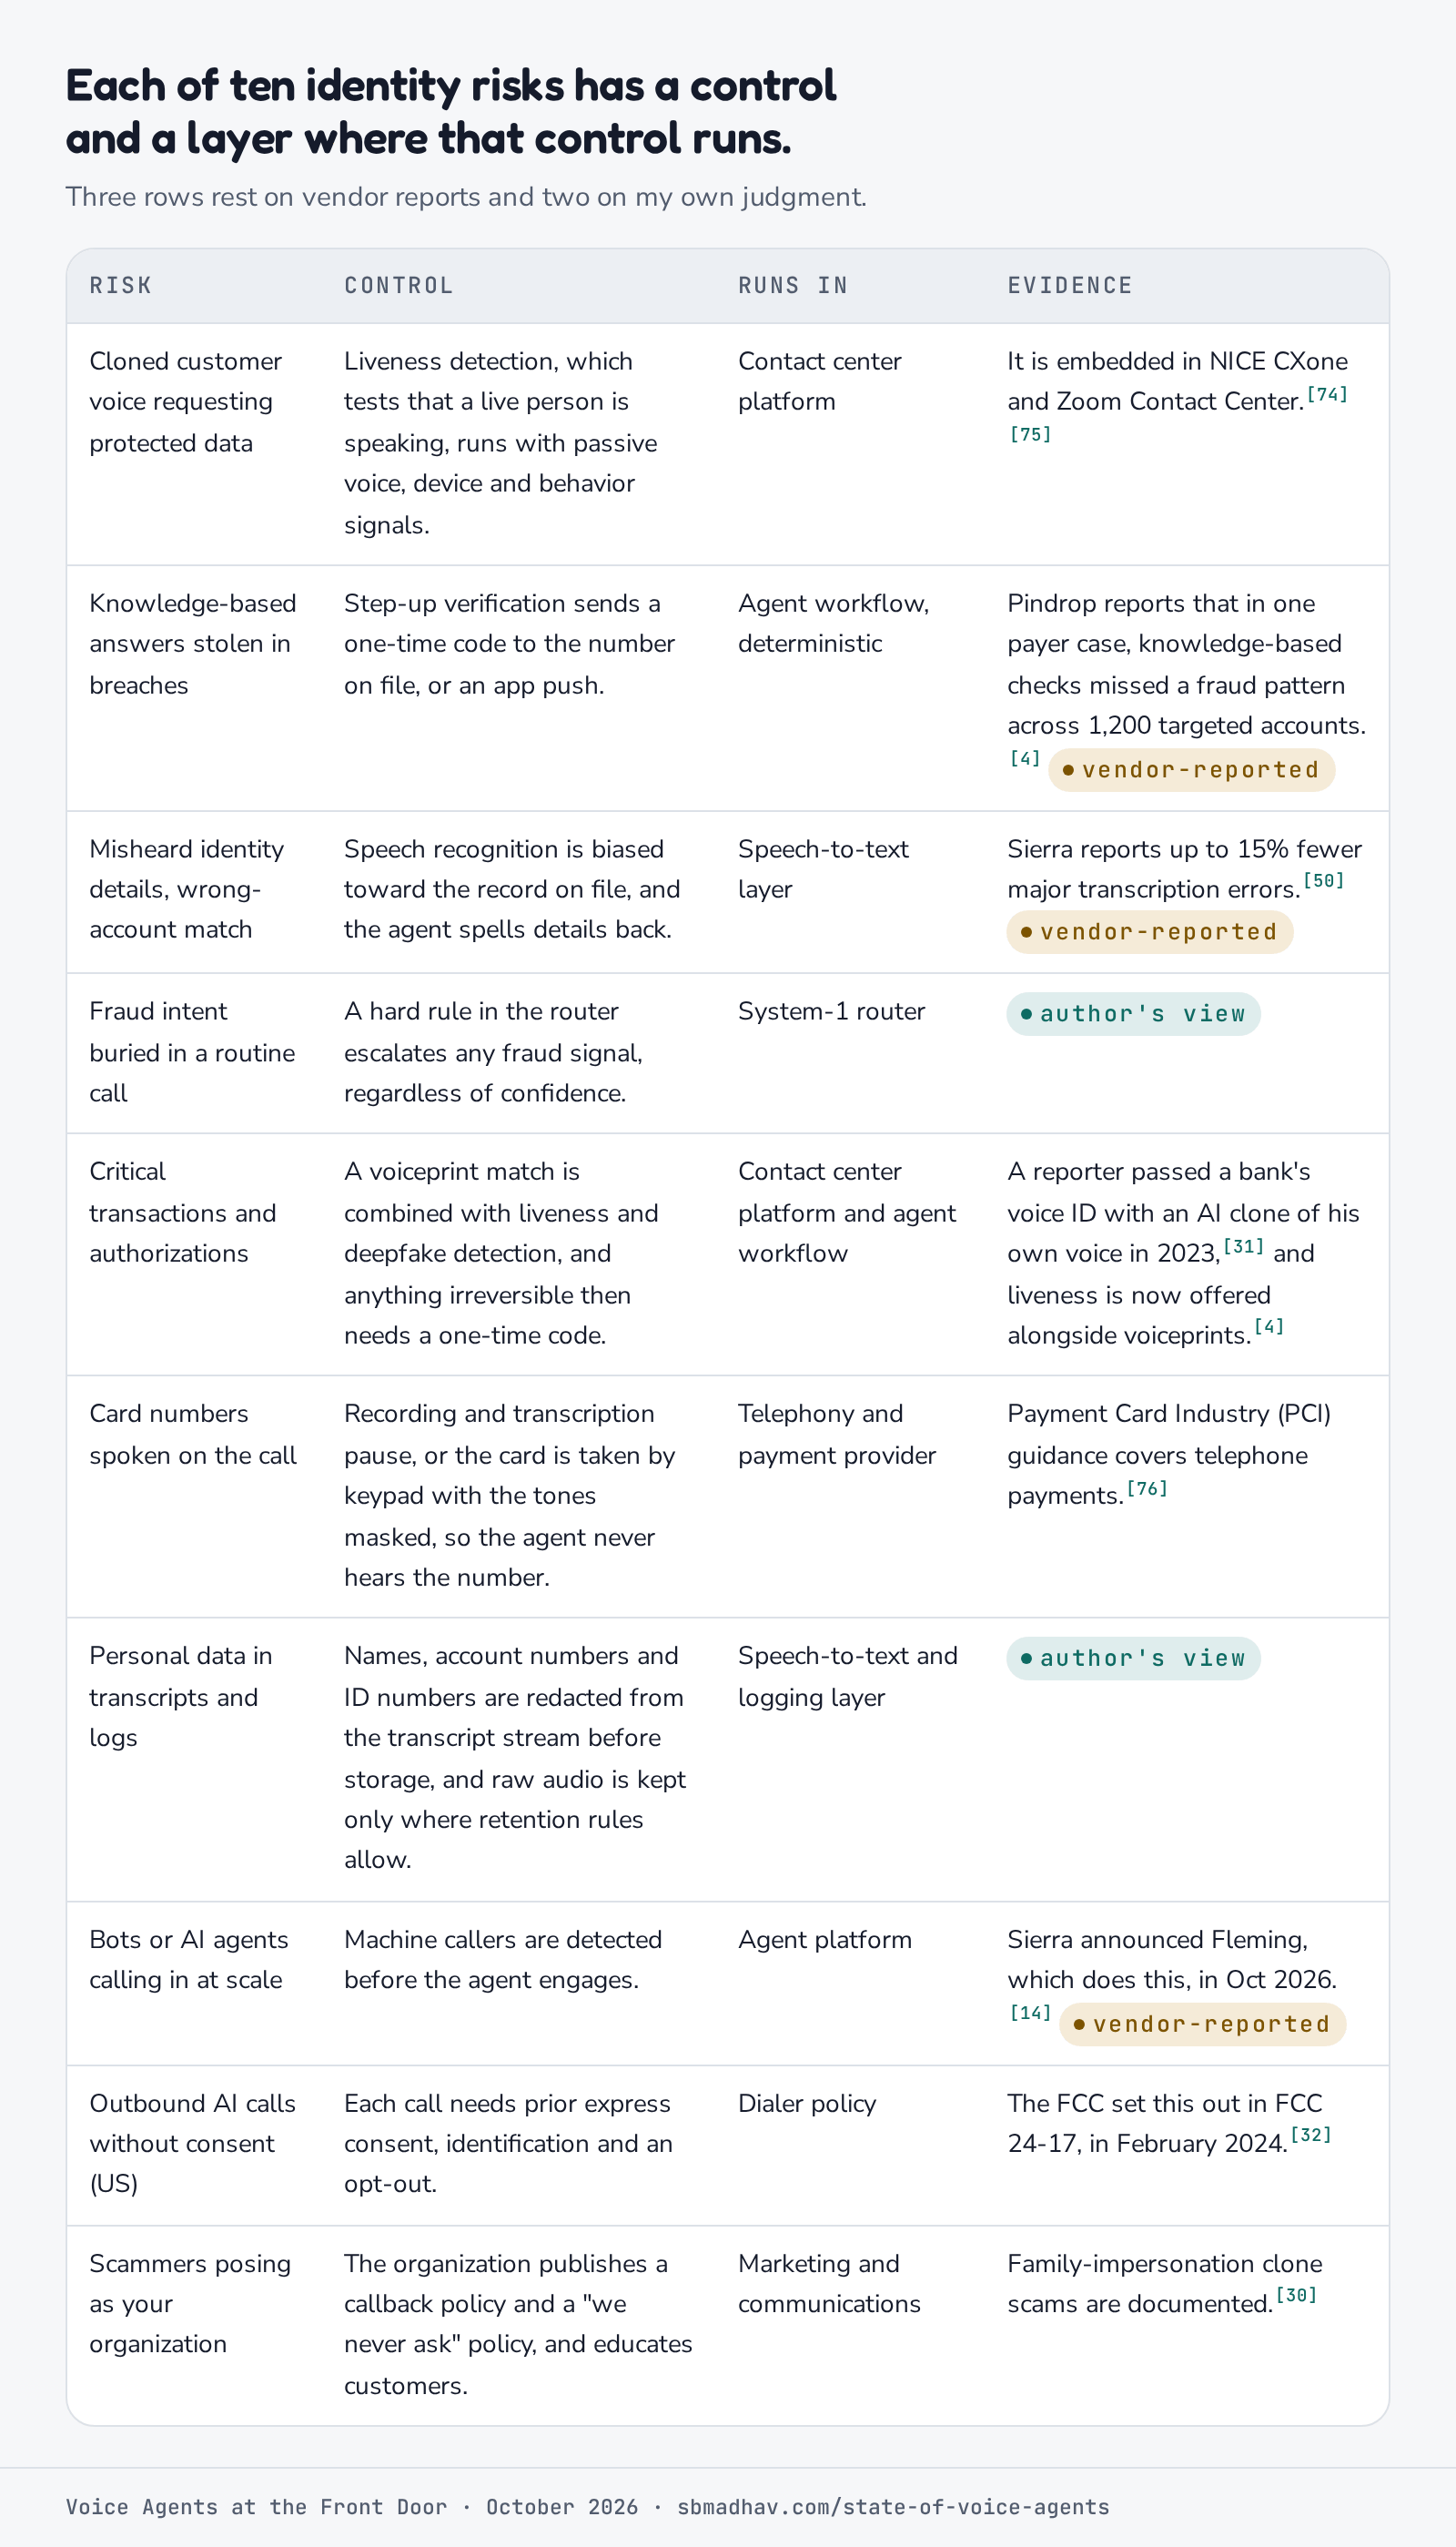 Each of ten identity risks has a control
and a layer where that control runs.
Three rows rest on vendor reports and two on my own judgment.
RISK CONTROL RUNS IN EVIDENCE
Cloned customer
voice requesting
protected data
Liveness detection, which
tests that a live person is
speaking, runs with passive
voice, device and behavior
signals.
Contact center
platform
It is embedded in NICE CXone
and Zoom Contact Center.[74]
[75]
Knowledge-based
answers stolen in
breaches
Step-up verification sends a
one-time code to the number
on file, or an app push.
Agent workflow,
deterministic
Pindrop reports that in one
payer case, knowledge-based
checks missed a fraud pattern
across 1,200 targeted accounts.
[4] vendor-reported
Misheard identity
details, wrong-
account match
Speech recognition is biased
toward the record on file, and
the agent spells details back.
Speech-to-text
layer
Sierra reports up to 15% fewer
major transcription errors.[50]
vendor-reported
Fraud intent
buried in a routine
call
A hard rule in the router
escalates any fraud signal,
regardless of confidence.
System-1 router
author's view
Critical
transactions and
authorizations
A voiceprint match is
combined with liveness and
deepfake detection, and
anything irreversible then
needs a one-time code.
Contact center
platform and agent
workflow
A reporter passed a bank's
voice ID with an AI clone of his
own voice in 2023,[31] and
liveness is now offered
alongside voiceprints.[4]
Card numbers
spoken on the call
Recording and transcription
pause, or the card is taken by
keypad with the tones
masked, so the agent never
hears the number.
Telephony and
payment provider
Payment Card Industry (PCI)
guidance covers telephone
payments.[76]
Personal data in
transcripts and
logs
Names, account numbers and
ID numbers are redacted from
the transcript stream before
storage, and raw audio is kept
only where retention rules
allow.
Speech-to-text and
logging layer
author's view
Bots or AI agents
calling in at scale
Machine callers are detected
before the agent engages.
Agent platform
Sierra announced Fleming,
which does this, in Oct 2026.
[14] vendor-reported
Outbound AI calls
without consent
(US)
Each call needs prior express
consent, identification and an
opt-out.
Dialer policy
The FCC set this out in FCC
24-17, in February 2024.[32]
Scammers posing
as your
organization
The organization publishes a
callback policy and a "we
never ask" policy, and educates
customers.
Marketing and
communications
Family-impersonation clone
scams are documented.[30]
Voice Agents at the Front Door · October 2026 · sbmadhav.com/state-of-voice-agents